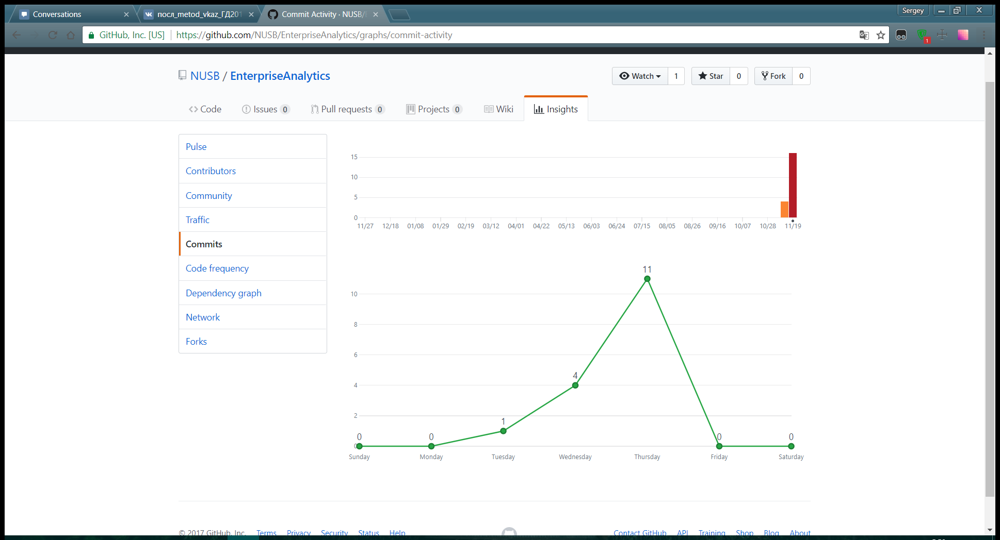 Conversations
посл_metod_vkaz_ГД201
Commit Activity · NUSB/
Sergey
GitHub, Inc. [US]
https://github.com/NUSB/EnterpriseAnalytics/graphs/commit-activity
1
NUSB / EnterpriseAnalytics
Watch 1
Star 0
Fork 0
Code
Issues 0
Pull requests 0
Projects 0
Wiki
Insights
Pulse
Contributors
Community
Traffic
Commits
Code frequency
Dependency graph
Network
Forks
15
10
5
0
11/27 12/18 01/08 01/29 02/19 03/12 04/01 04/22 05/13 06/03 06/24 07/15 08/05 08/26 09/16 10/07 10/28 11/19
11
10
8
6
4
4
2
1
0 0 0 0
0
Sunday Monday Tuesday Wednesday Thursday Friday Saturday
© 2017 GitHub, Inc. Terms Privacy Security Status Help
Contact GitHub API Training Shop Blog About